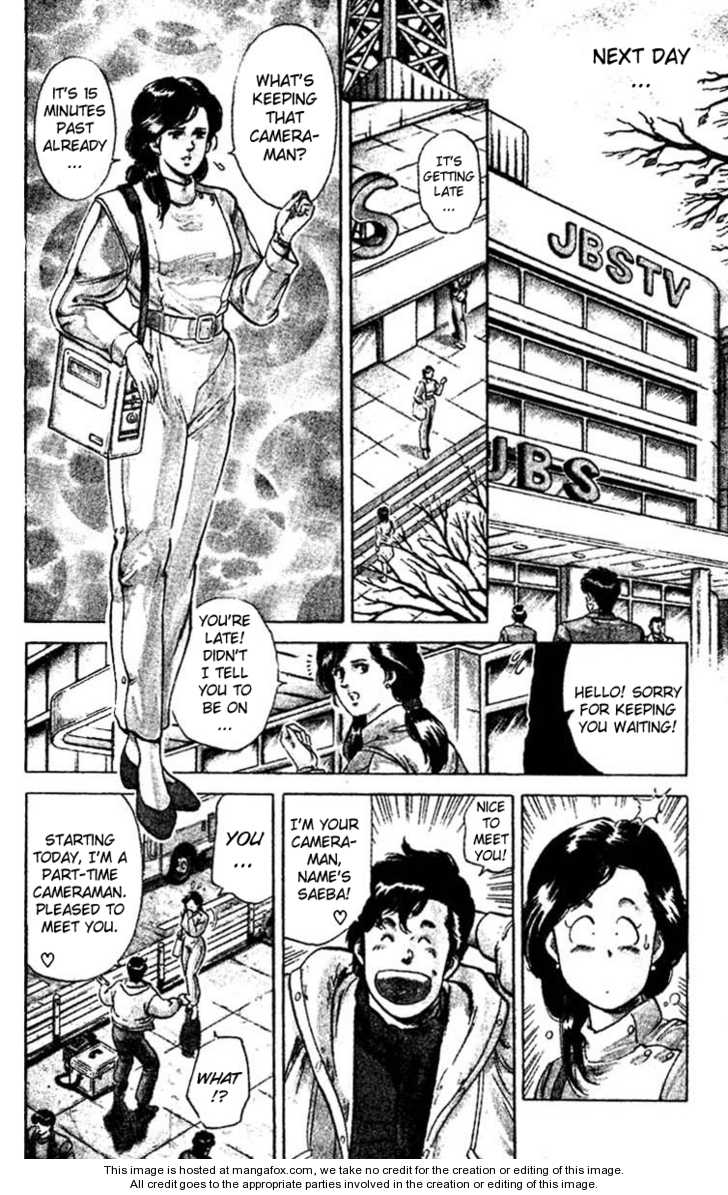 NEXT DAY
...
JBSTV
JBS
S
IT'S
GETTING
LATE
...
WHAT'S
KEEPING
THAT
CAMERA-
MAN?
IT'S 15
MINUTES
PAST
ALREADY
...
HELLO! SORRY
FOR KEEPING
YOU WAITING!
YOU'RE
LATE!
DIDN'T
I TELL
YOU TO
BE ON
...
NICE
TO
MEET
YOU!
I'M YOUR
CAMERA-
MAN,
NAME'S
SAEBA!
♡
YOU
...
STARTING
TODAY, I'M A
PART-TIME
CAMERAMAN.
PLEASED TO
MEET YOU.
♡
WHAT
!?
This image is hosted at mangafox.com, we take no credit for the creation or editing of this image.
All credit goes to the appropriate parties involved in the creation or editing of this image.